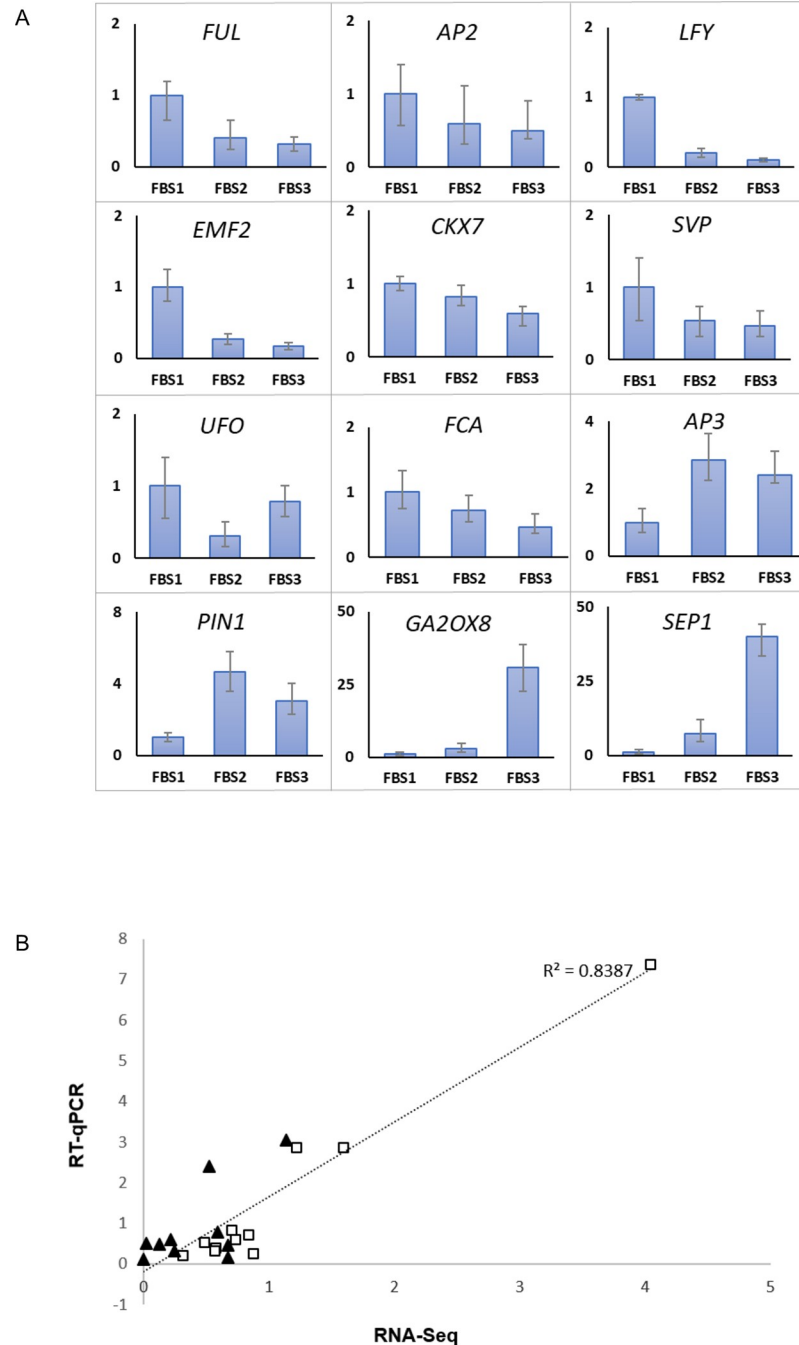 A
FUL
2
1
0
FBS1 FBS2 FBS3
AP2
2
1
0
FBS1 FBS2 FBS3
LFY
2
1
0
FBS1 FBS2 FBS3
EMF2
2
1
0
FBS1 FBS2 FBS3
CKX7
2
1
0
FBS1 FBS2 FBS3
SVP
2
1
0
FBS1 FBS2 FBS3
UFO
2
1
0
FBS1 FBS2 FBS3
FCA
2
1
0
FBS1 FBS2 FBS3
AP3
4
2
0
FBS1 FBS2 FBS3
PIN1
8
4
0
FBS1 FBS2 FBS3
GA2OX8
50
25
0
FBS1 FBS2 FBS3
SEP1
50
25
0
FBS1 FBS2 FBS3
B
8
7
6
5
4
3
2
1
0
-1
RT-qPCR
R² = 0.8387
0 1 2 3 4 5
RNA-Seq